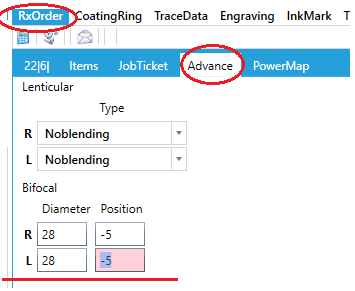 RxOrder CoatingRing TraceData Engraving InkMark T
22|6| Items JobTicket Advance PowerMap
Lenticular
Type
R Noblending
L Noblending
Bifocal
Diameter Position
R 28 -5
L 28 -5